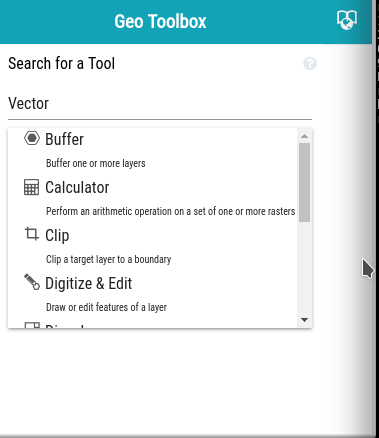 Geo Toolbox
Search for a Tool
?
Vector
Buffer
Buffer one or more layers
Calculator
Perform an arithmetic operation on a set of one or more rasters
Clip
Clip a target layer to a boundary
Digitize & Edit
Draw or edit features of a layer